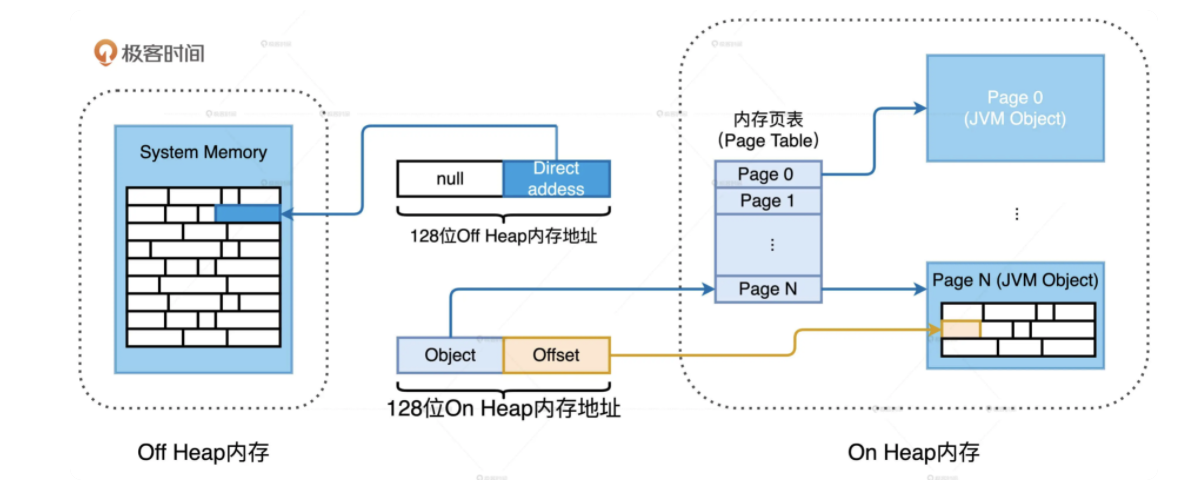 极客时间
System Memory
null
Direct
addess
128位Off Heap内存地址
Object
Offset
128位On Heap内存地址
Off Heap内存
内存页表
(Page Table)
Page 0
Page 1
⋮
Page N
Page 0
(JVM Object)
⋮
Page N (JVM Object)
On Heap内存